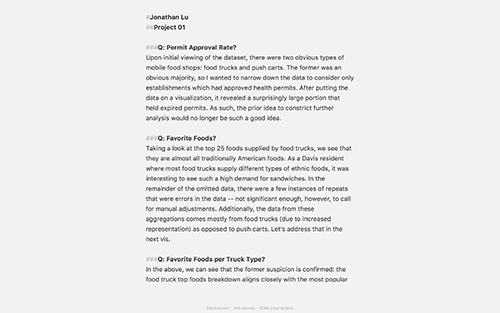 #Jonathan Lu
##Project 01
###Q: Permit Approval Rate?
Upon initial viewing of the dataset, there were two obvious types of
mobile food shops: food trucks and push carts. The former was an
obvious majority, so I wanted to narrow down the data to consider only
establishments which had approved health permits. After putting the
data on a visualization, it revealed a surprisingly large portion that
held expired permits. As such, the prior idea to constrict further
analysis would no longer be such a good idea.
###Q: Favorite Foods?
Taking a look at the top 25 foods supplied by food trucks, we see that
they are almost all traditionally American foods. As a Davis resident
where most food trucks supply different types of ethnic foods, it was
interesting to see such a high demand for sandwiches. In the
remainder of the omitted data, there were a few instances of repeats
that were errors in the data -- not significant enough, however, to call
for manual adjustments. Additionally, the data from these
aggregations comes mostly from food trucks (due to increased
representation) as opposed to push carts. Let's address that in the
next vis.
###Q: Favorite Foods per Truck Type?
In the above, we can see that the former suspicion is confirmed: the
food truck top foods breakdown aligns closely with the most popular
words · characters